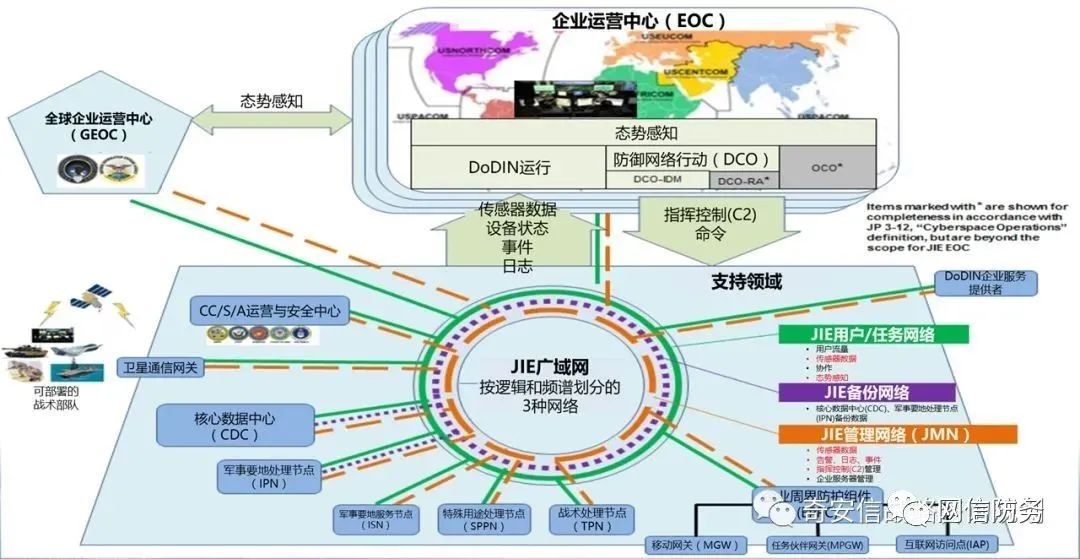 企业运营中心（EOC）
USNORTHCOM
USEUCOM
USCENTCOM
FRICOM
USPACOM
USPACOM
态势感知
全球企业运营中心
（GEOC）
态势感知
DoDIN运行
防御网络行动（DCO）
OCO*
DCO-IDM
DCO-RA*
传感器数据
设备状态
事件
日志
指挥控制(C2)
命令
Items marked with * are shown for
completeness in accordance with
JP 3-12, “Cyberspace Operations”
definition, but are beyond the
scope for JIE EOC
支持领域
DoDIN企业服务
提供者
CC/S/A运营与安全中心
卫星通信网关
可部署的
战术部队
核心数据中心
（CDC）
军事要地处理节点
（IPN）
军事要地服务节点
（ISN）
特殊用途处理节点
（SPPN）
战术处理节点
（TPN）
JIE广域网
按逻辑和频谱划分的
3种网络
JIE用户/任务网络
• 用户流量
• 传感器数据
• 协作
• 态势感知
JIE备份网络
• 核心数据中心(CDC)、军事要地处理节点
(IPN)备份数据
JIE管理网络（JMN）
• 传感器数据
• 告警、日志、事件
• 指挥控制(C2)管理
• 企业服务器管理
业周界防护组件
奇安信
网信防务
移动网关（MGW）
任务伙伴网关(MPGW)
互联网访问点(IAP)